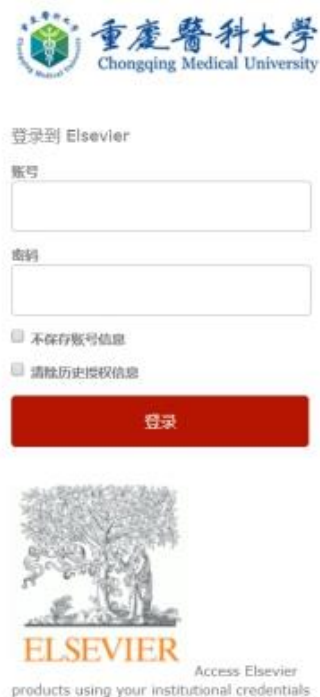 重慶醫科大學
Chongqing Medical University
登录到 Elsevier
账号
密码
不保存账号信息
清除历史授权信息
登录
ELSEVIER
Access Elsevier
products using your institutional credentials